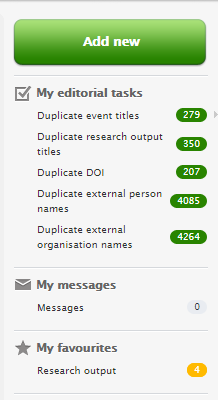 Add new
My editorial tasks
Duplicate event titles 279
Duplicate research output
titles 350
Duplicate DOI 207
Duplicate external person
names 4085
Duplicate external
organisation names 4264
My messages
Messages 0
My favourites
Research output 4